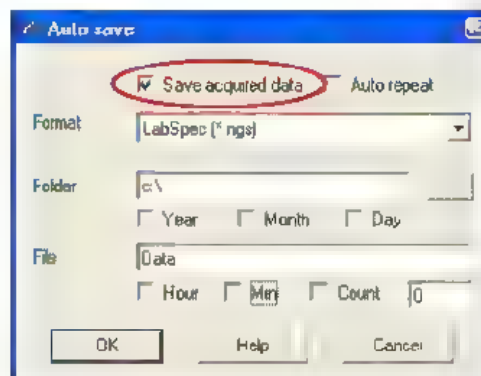 Auto save
Save acquired data Auto repeat
Format LabSpec (*.ngs)
Folder c:\
Year Month Day
File Data
Hour Min Count 0
OK Help Cancel